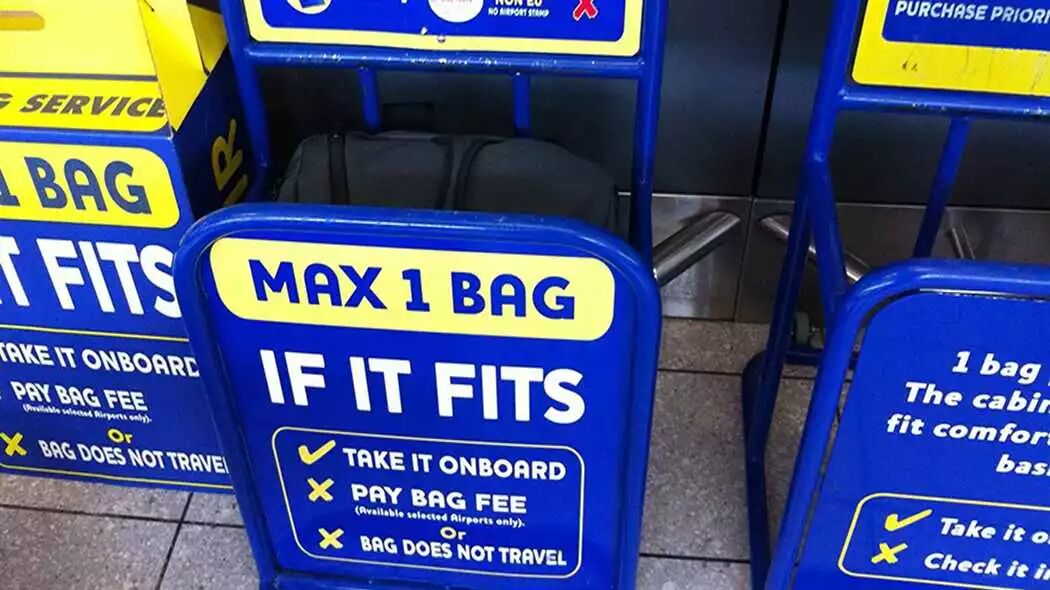 NON EU
NO AIRPORT STAMP
PURCHASE PRIORI
G SERVICE
1 BAG
T FITS
TAKE IT ONBOARD
PAY BAG FEE
(Available selected Airports only).
Or
BAG DOES NOT TRAVEL
MAX 1 BAG
IF IT FITS
TAKE IT ONBOARD
PAY BAG FEE
(Available selected Airports only).
Or
BAG DOES NOT TRAVEL
1 bag
The cabin
fit comfor
bas
Take it o
Check it i